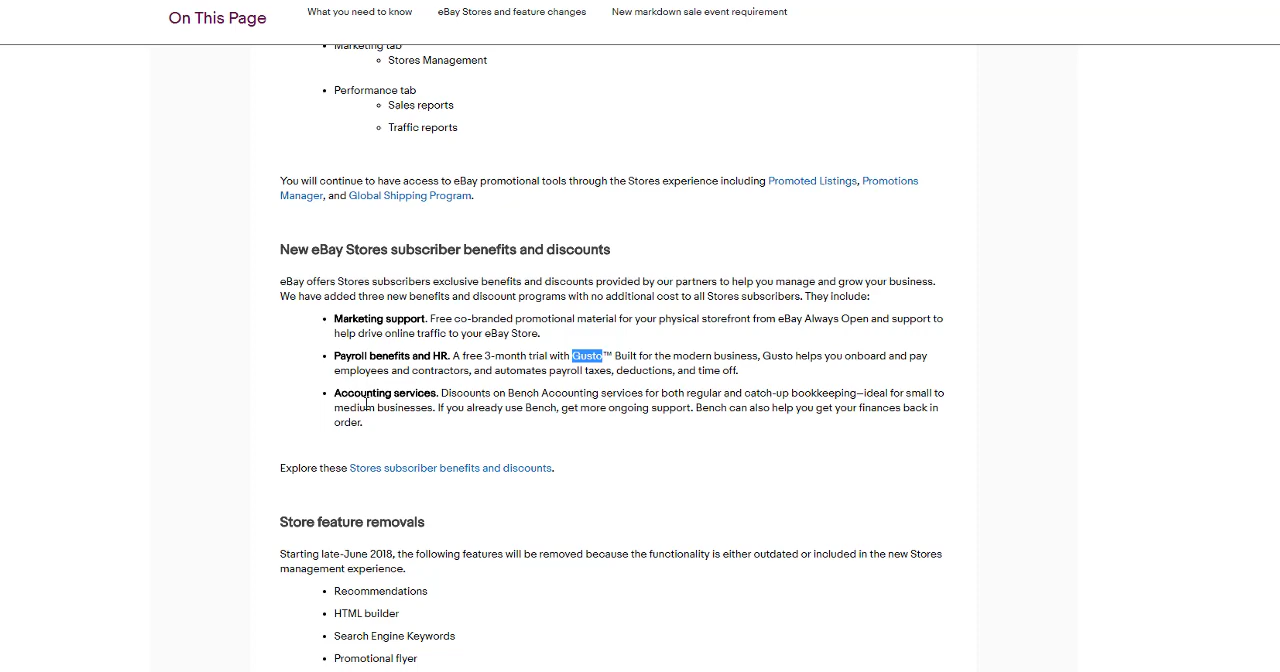 On This Page
What you need to know
eBay Stores and feature changes
New markdown sale event requirement
Marketing tab
Stores Management
Performance tab
Sales reports
Traffic reports
You will continue to have access to eBay promotional tools through the Stores experience including Promoted Listings, Promotions
Manager, and Global Shipping Program.
New eBay Stores subscriber benefits and discounts
eBay offers Stores subscribers exclusive benefits and discounts provided by our partners to help you manage and grow your business.
We have added three new benefits and discount programs with no additional cost to all Stores subscribers. They include:
Marketing support. Free co-branded promotional material for your physical storefront from eBay Always Open and support to
help drive online traffic to your eBay Store.
Payroll benefits and HR. A free 3-month trial with Gusto™ Built for the modern business, Gusto helps you onboard and pay
employees and contractors, and automates payroll taxes, deductions, and time off.
Accounting services. Discounts on Bench Accounting services for both regular and catch-up bookkeeping—ideal for small to
medium businesses. If you already use Bench, get more ongoing support. Bench can also help you get your finances back in
order.
Explore these Stores subscriber benefits and discounts.
Store feature removals
Starting late-June 2018, the following features will be removed because the functionality is either outdated or included in the new Stores
management experience.
Recommendations
HTML builder
Search Engine Keywords
Promotional flyer